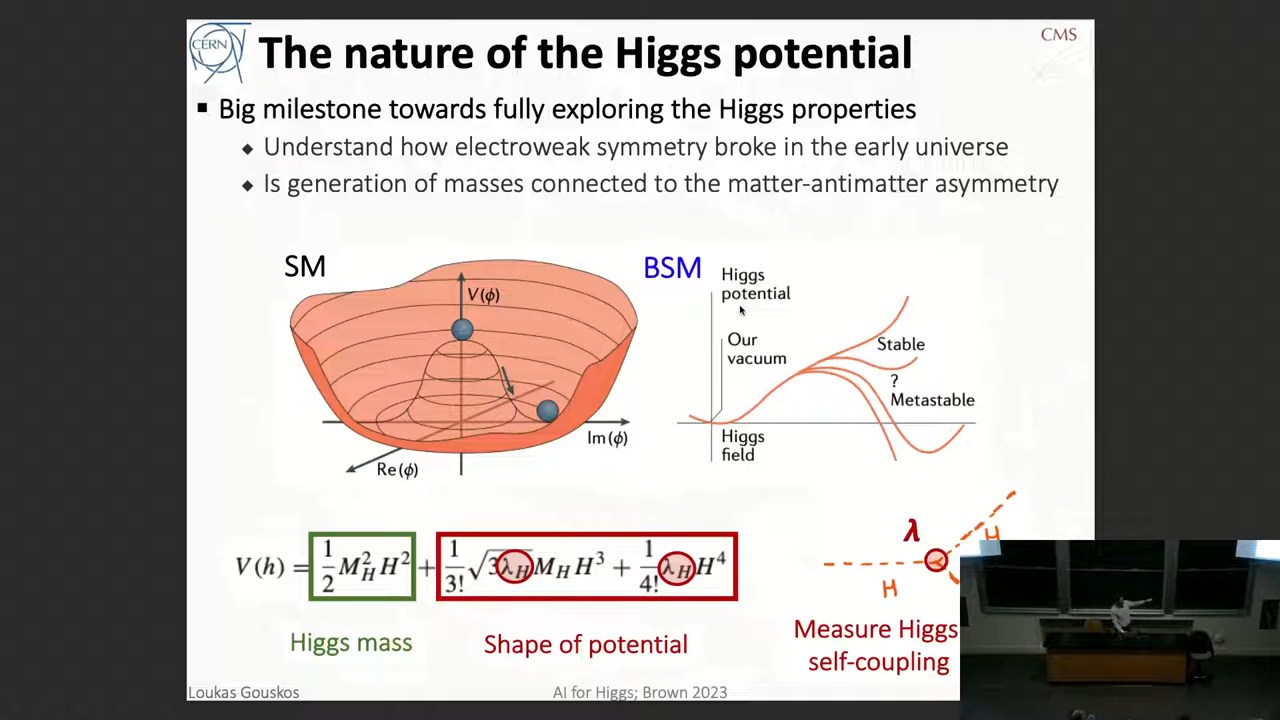 CERN
The nature of the Higgs potential
CMS
▪ Big milestone towards fully exploring the Higgs properties
◆ Understand how electroweak symmetry broke in the early universe
◆ Is generation of masses connected to the matter-antimatter asymmetry
SM
V(ϕ)
Im(ϕ)
Re(ϕ)
BSM
Higgs
potential
Our
vacuum
Stable
?
Metastable
Higgs
field
V(h) = 1/2 M_H^2 H^2 + 1/3! √3λ_H M_H H^3 + 1/4! λ_H H^4
Higgs mass
Shape of potential
λ
H
H
Measure Higgs
self-coupling
Loukas Gouskos
AI for Higgs; Brown 2023